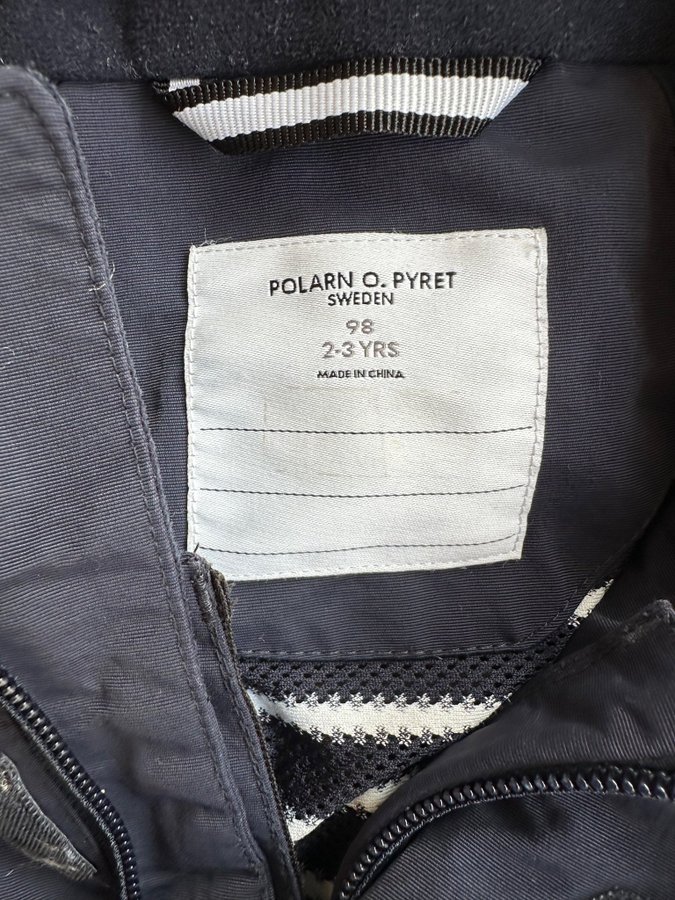 POLARN O. PYRET
SWEDEN
98
2-3 YRS
MADE IN CHINA